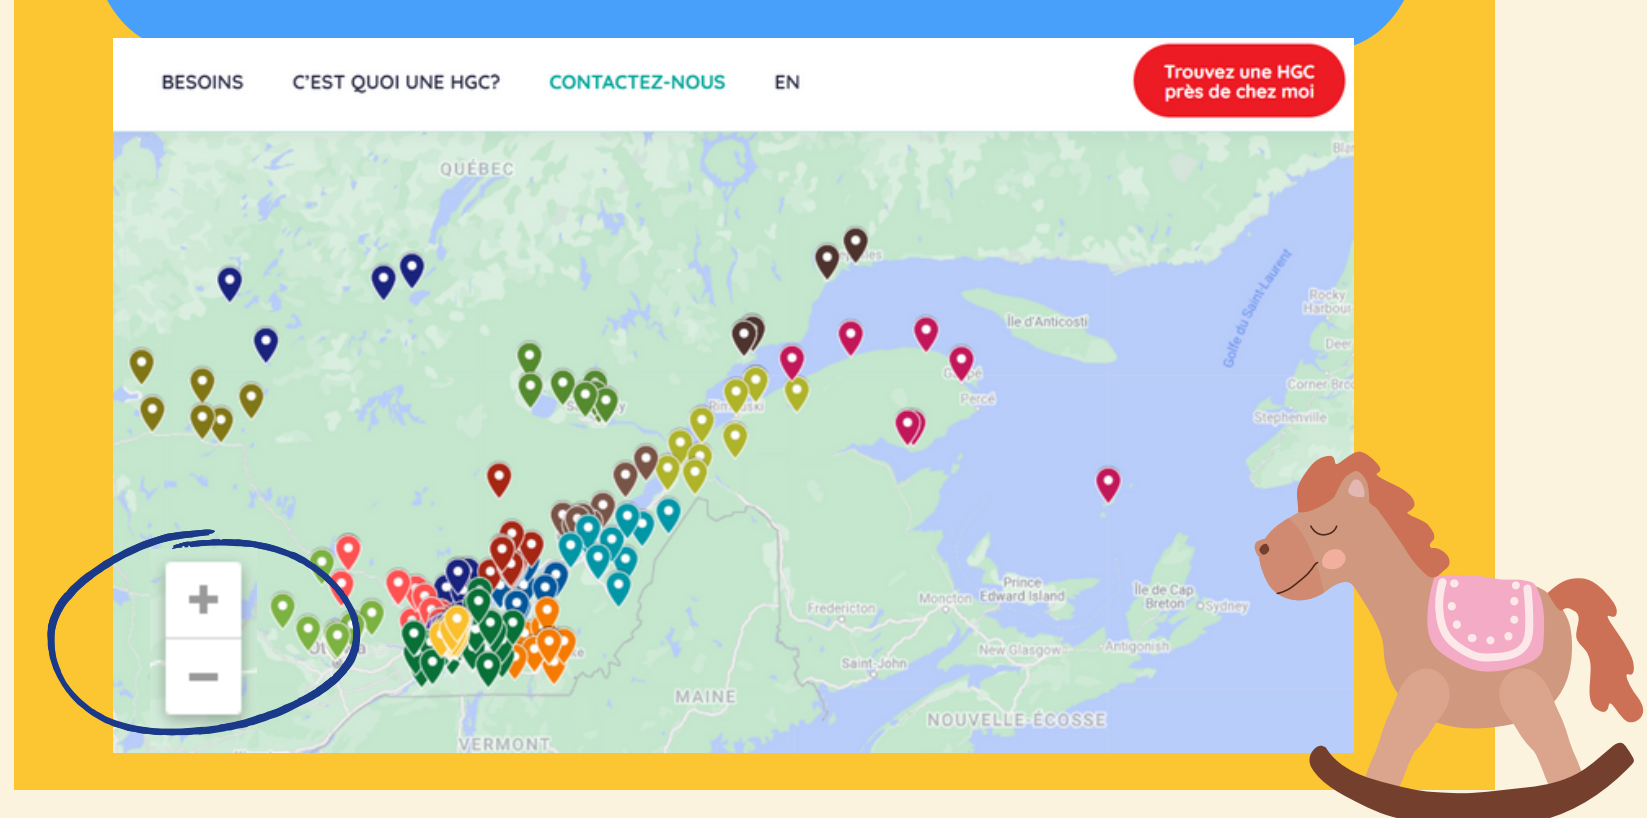 BESOINS
C'EST QUOI UNE HGC?
CONTACTEZ-NOUS
EN
Trouvez une HGC
près de chez moi
QUÉBEC
Golfe du Saint-Laurent
Rocky
Harbour
Île d'Anticosti
Deer
Corner Bro
Stephenville
Percé
Prince
Edward Island
Île de Cap
Breton
Sydney
Fredericton
Moncton
New Glasgow
Antigonish
Saint-John
MAINE
NOUVELLE-ÉCOSSE
VERMONT
+
−